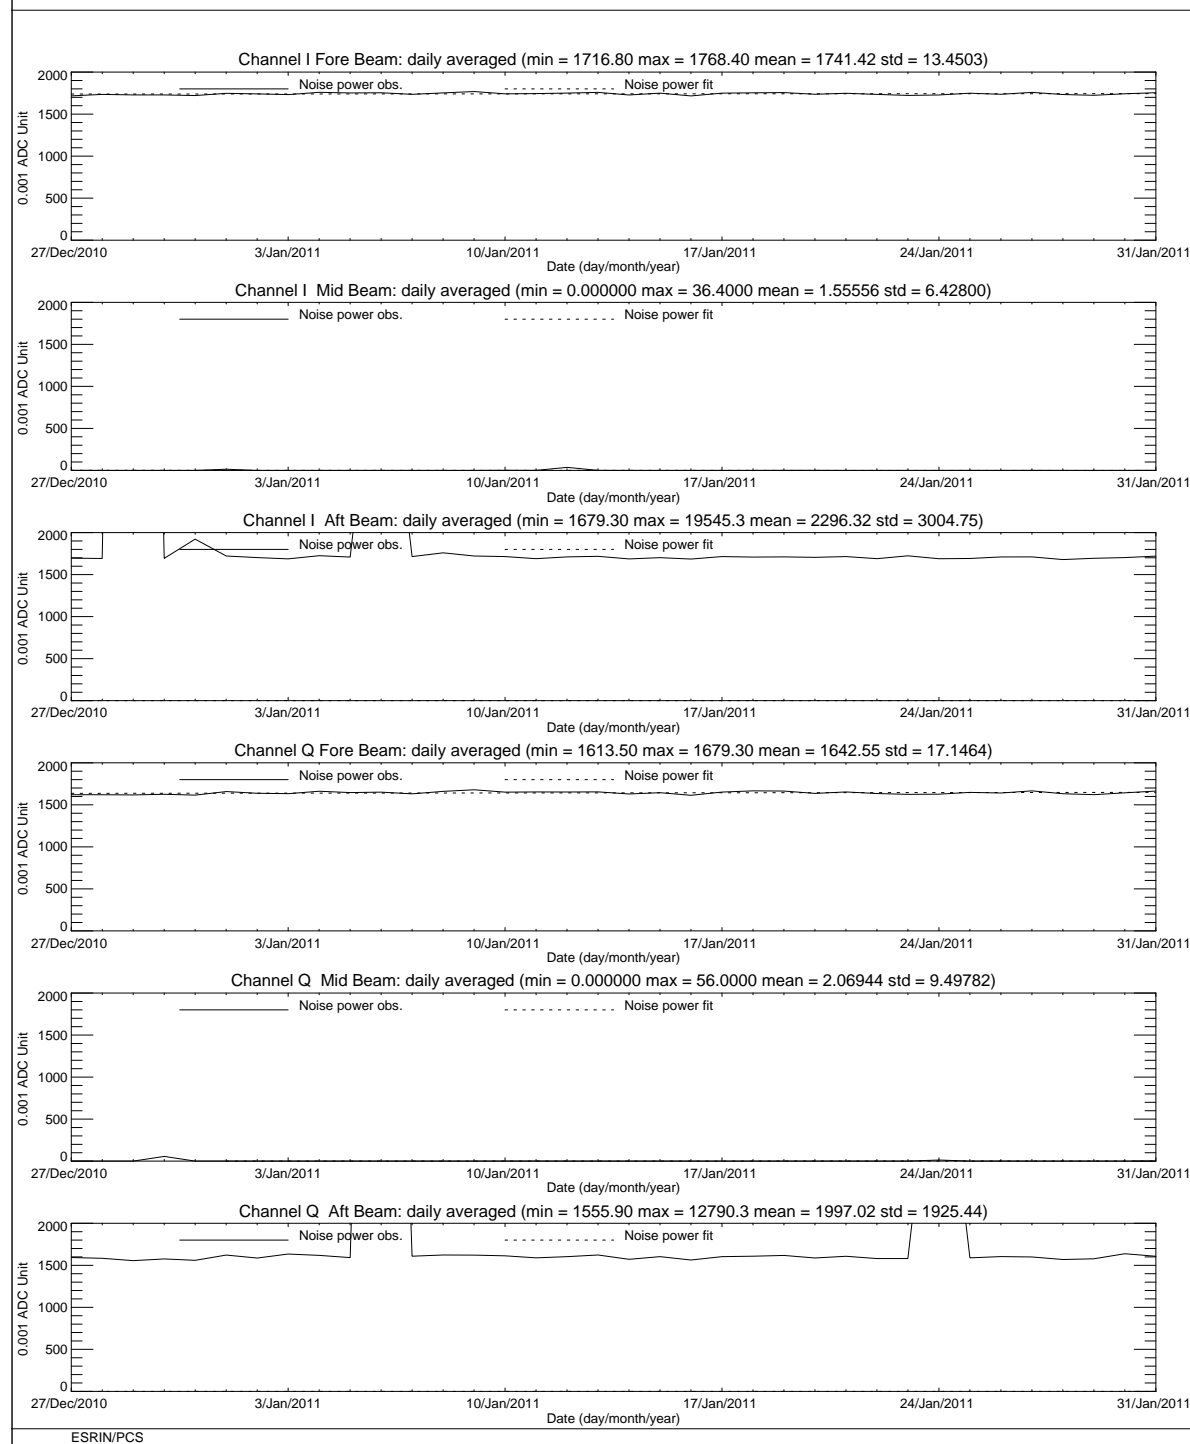 Channel I Fore Beam: daily averaged (min = 1716.80 max = 1768.40 mean = 1741.42 std = 13.4503)
2000
Noise power obs.
Noise power fit
1500
1000
500
0
0.001 ADC Unit
27/Dec/2010
3/Jan/2011
10/Jan/2011
17/Jan/2011
24/Jan/2011
31/Jan/2011
Date (day/month/year)
Channel I Mid Beam: daily averaged (min = 0.000000 max = 36.4000 mean = 1.55556 std = 6.42800)
2000
Noise power obs.
Noise power fit
1500
1000
500
0
0.001 ADC Unit
27/Dec/2010
3/Jan/2011
10/Jan/2011
17/Jan/2011
24/Jan/2011
31/Jan/2011
Date (day/month/year)
Channel I Aft Beam: daily averaged (min = 1679.30 max = 19545.3 mean = 2296.32 std = 3004.75)
2000
Noise power obs.
Noise power fit
1500
1000
500
0
0.001 ADC Unit
27/Dec/2010
3/Jan/2011
10/Jan/2011
17/Jan/2011
24/Jan/2011
31/Jan/2011
Date (day/month/year)
Channel Q Fore Beam: daily averaged (min = 1613.50 max = 1679.30 mean = 1642.55 std = 17.1464)
2000
Noise power obs.
Noise power fit
1500
1000
500
0
0.001 ADC Unit
27/Dec/2010
3/Jan/2011
10/Jan/2011
17/Jan/2011
24/Jan/2011
31/Jan/2011
Date (day/month/year)
Channel Q Mid Beam: daily averaged (min = 0.000000 max = 56.0000 mean = 2.06944 std = 9.49782)
2000
Noise power obs.
Noise power fit
1500
1000
500
0
0.001 ADC Unit
27/Dec/2010
3/Jan/2011
10/Jan/2011
17/Jan/2011
24/Jan/2011
31/Jan/2011
Date (day/month/year)
Channel Q Aft Beam: daily averaged (min = 1555.90 max = 12790.3 mean = 1997.02 std = 1925.44)
2000
Noise power obs.
Noise power fit
1500
1000
500
0
0.001 ADC Unit
27/Dec/2010
3/Jan/2011
10/Jan/2011
17/Jan/2011
24/Jan/2011
31/Jan/2011
Date (day/month/year)
ESRIN/PCS